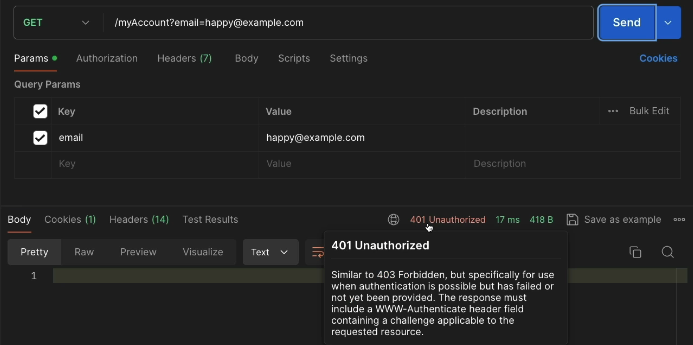 GET /myAccount?email=happy@example.com Send
Params Authorization Headers (7) Body Scripts Settings Cookies
Query Params
Key Value Description ··· Bulk Edit
email happy@example.com
Key Value Description
Body Cookies (1) Headers (14) Test Results 401 Unauthorized 17 ms 418 B Save as example
Pretty Raw Preview Visualize Text
401 Unauthorized
1
Similar to 403 Forbidden, but specifically for use
when authentication is possible but has failed or
not yet been provided. The response must
include a WWW-Authenticate header field
containing a challenge applicable to the
requested resource.